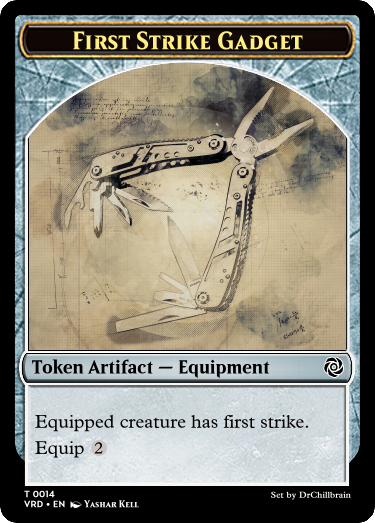 First Strike Gadget
Token Artifact — Equipment
Equipped creature has first strike.
Equip 2
T 0014
VRD • EN Yashar Kell
Set by DrChillbrain